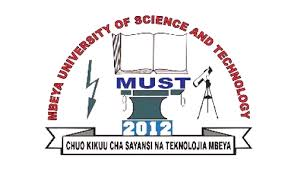 MBEYA UNIVERSITY OF SCIENCE AND TECHNOLOGY
MUST
2012
CHUO KIKUU CHA SAYANSI NA TEKNOLOJIA MBEYA